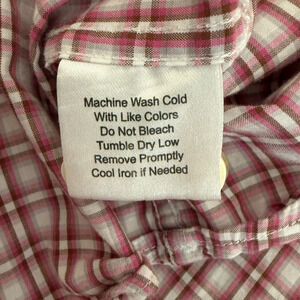 Machine Wash Cold
With Like Colors
Do Not Bleach
Tumble Dry Low
Remove Promptly
Cool Iron if Needed